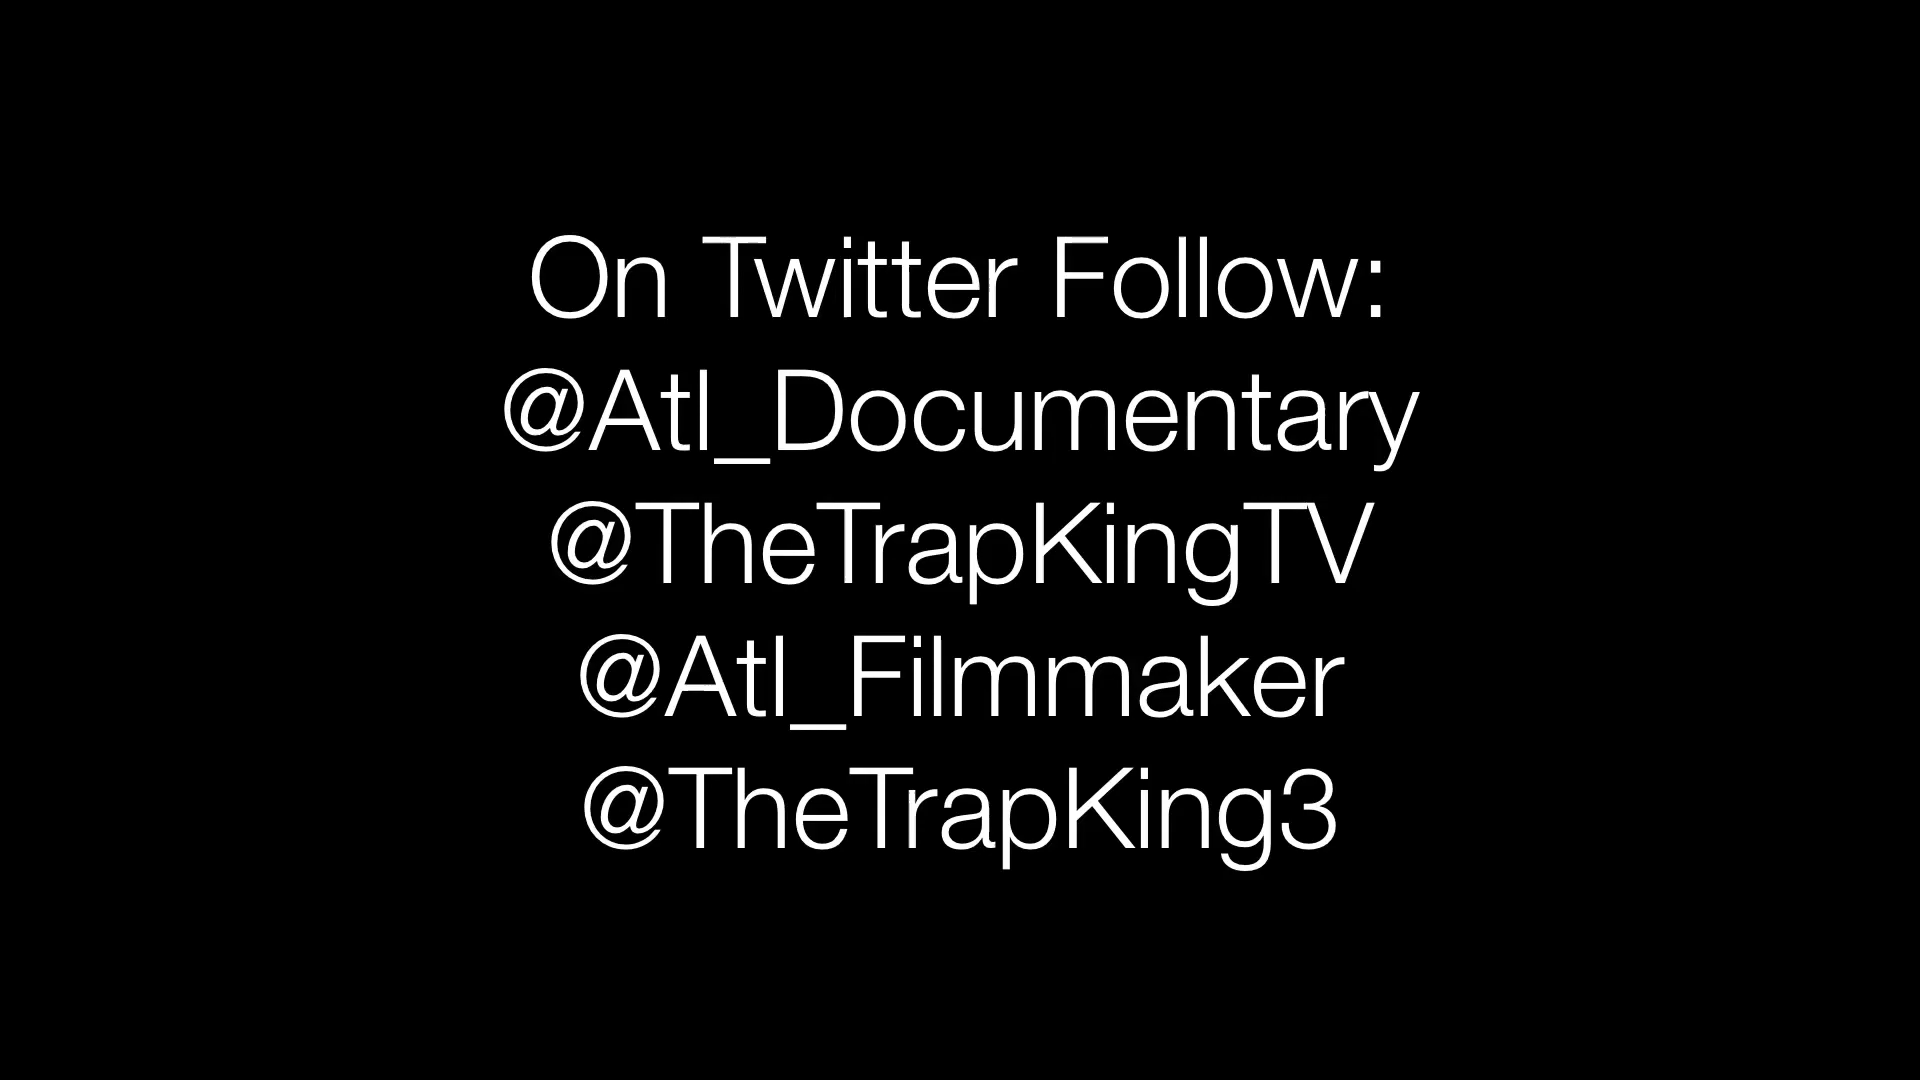 On Twitter Follow:
@Atl_Documentary
@TheTrapKingTV
@Atl_Filmmaker
@TheTrapKing3